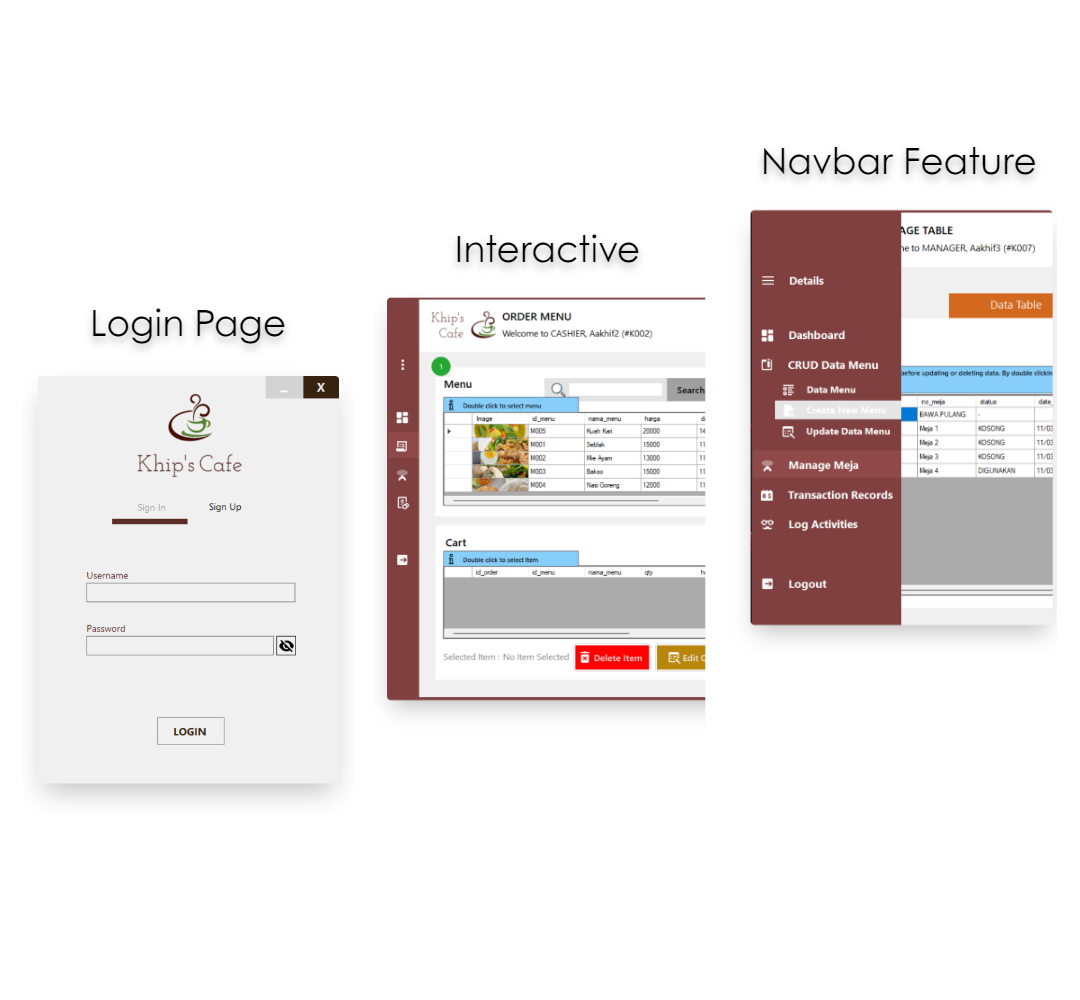 Login Page
X
Khip's Cafe
Sign In
Sign Up
Username
Password
LOGIN
Interactive
Khip's
Cafe
ORDER MENU
Welcome to CASHIER, Aakhif2 (#K002)
1
Menu
Search
Double click to select menu
Image id_menu nama_menu harga
M005 Kuah Kari 20000 14
M001 Seblak 15000 11
M002 Mie Ayam 13000 11
M003 Bakso 15000 11
M004 Nasi Goreng 12000 11
Cart
Double click to select item
id_order id_menu nama_menu qty
Selected Item : No Item Selected
Delete Item
Edit
Navbar Feature
AGE TABLE
ne to MANAGER, Aakhif3 (#K007)
Details
Data Table
Dashboard
CRUD Data Menu
Data Menu
Create New Menu
Update Data Menu
Manage Meja
Transaction Records
Log Activities
Logout
before updating or deleting data. By double clickin
no_meja status date_
BAWA PULANG -
Meja 1 KOSONG 11/03
Meja 2 KOSONG 11/03
Meja 3 KOSONG 11/03
Meja 4 DIGUNAKAN 11/03